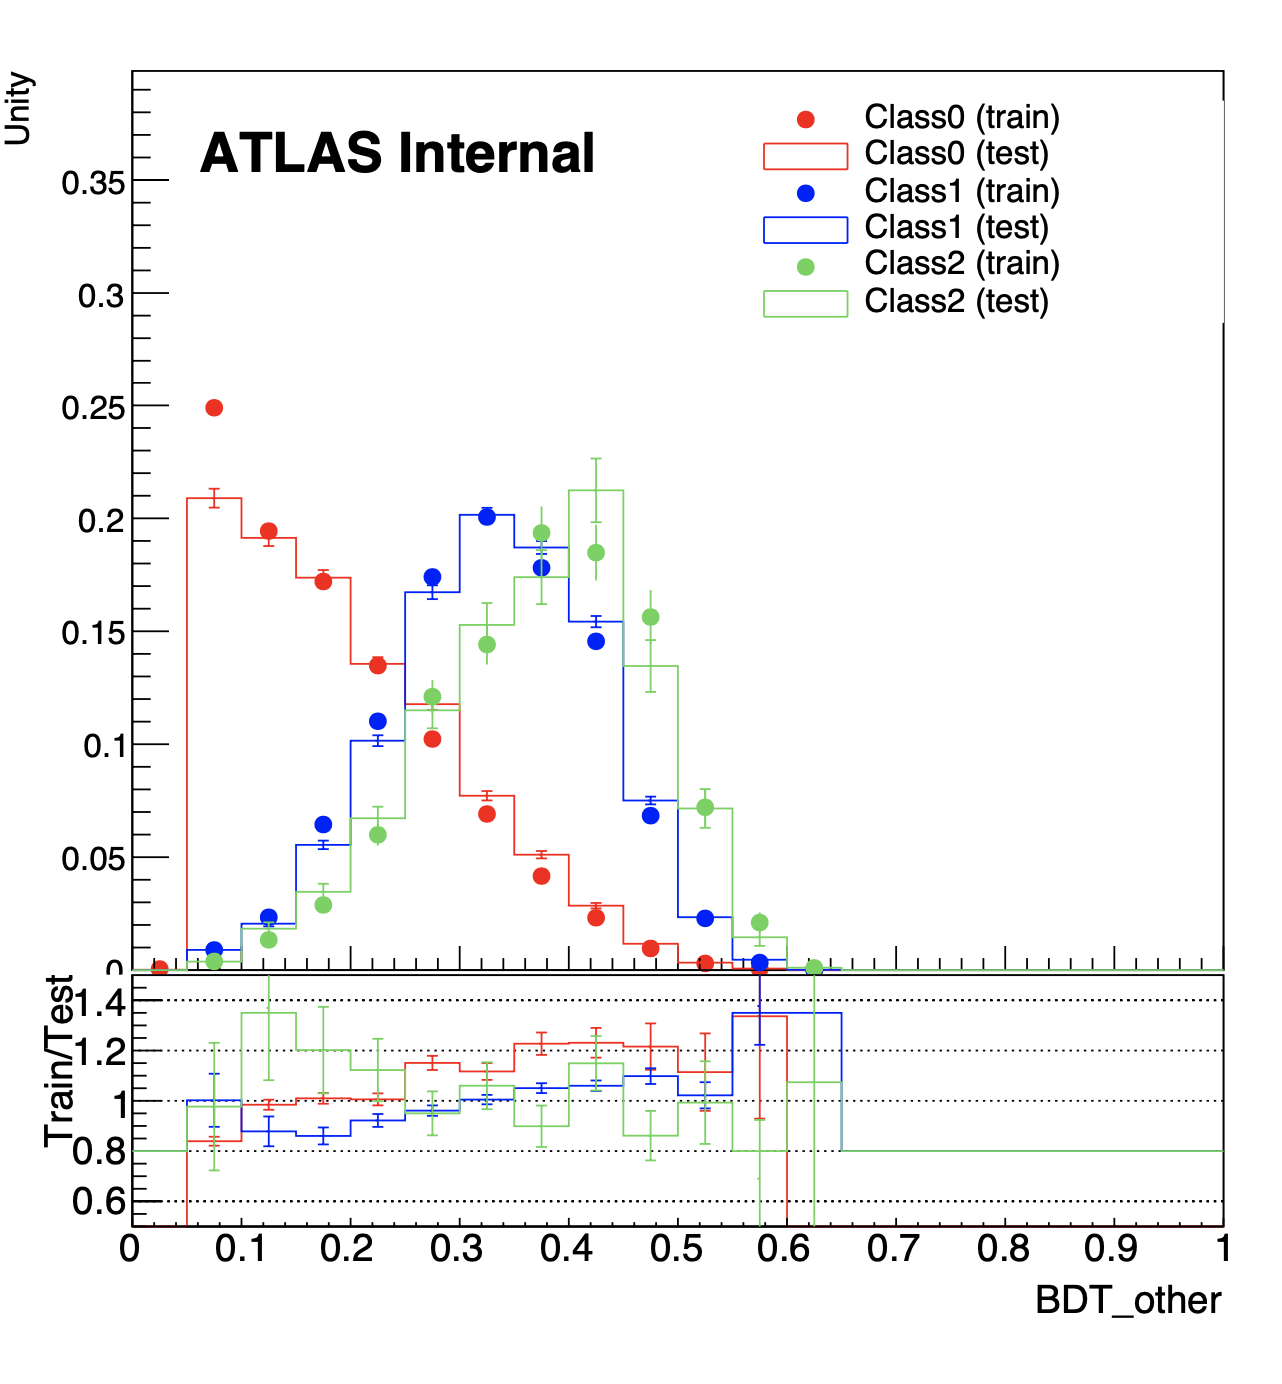 Unity
ATLAS Internal
Class0 (train)
Class0 (test)
Class1 (train)
Class1 (test)
Class2 (train)
Class2 (test)
0.35
0.3
0.25
0.2
0.15
0.1
0.05
0
Train/Test
1.4
1.2
1
0.8
0.6
0 0.1 0.2 0.3 0.4 0.5 0.6 0.7 0.8 0.9 1
BDT_other